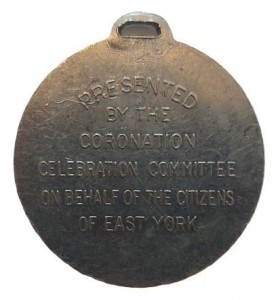 PRESENTED
BY THE
CORONATION
CELEBRATION COMMITTEE
ON BEHALF OF THE CITIZENS
OF EAST YORK